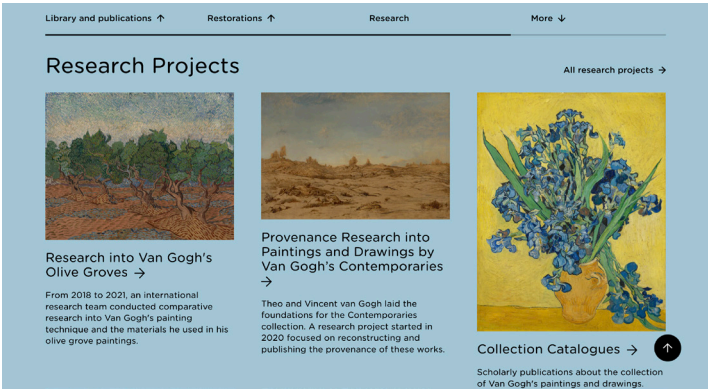 Library and publications ↑
Restorations ↑
Research
More ↓
Research Projects
All research projects →
Research into Van Gogh's
Olive Groves →
From 2018 to 2021, an international
research team conducted comparative
research into Van Gogh's painting
technique and the materials he used in his
olive grove paintings.
Provenance Research into
Paintings and Drawings by
Van Gogh's Contemporaries
→
Theo and Vincent van Gogh laid the
foundations for the Contemporaries
collection. A research project started in
2020 focused on reconstructing and
publishing the provenance of these works.
Collection Catalogues →
Scholarly publications about the collection
of Van Gogh's paintings and drawings.